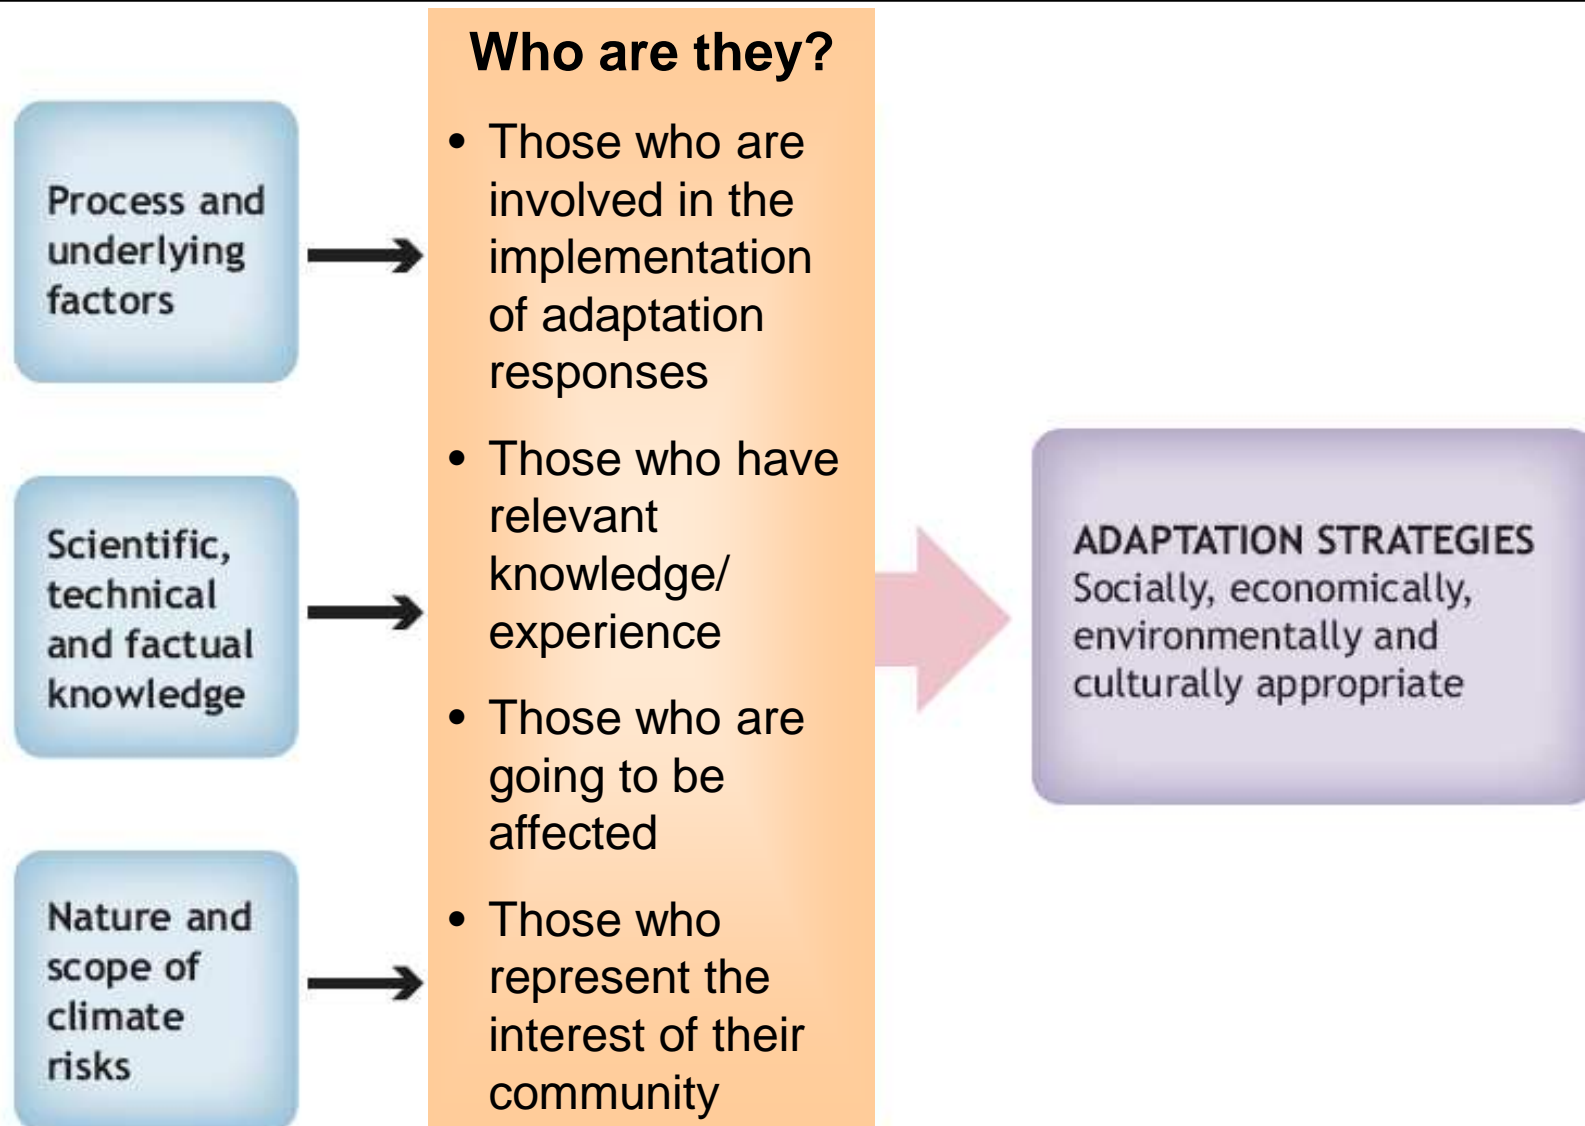 Process and
underlying
factors
Scientific,
technical
and factual
knowledge
Nature and
scope of
climate
risks
Who are they?
• Those who are
involved in the
implementation
of adaptation
responses
• Those who have
relevant
knowledge/
experience
• Those who are
going to be
affected
• Those who
represent the
interest of their
community
ADAPTATION STRATEGIES
Socially, economically,
environmentally and
culturally appropriate